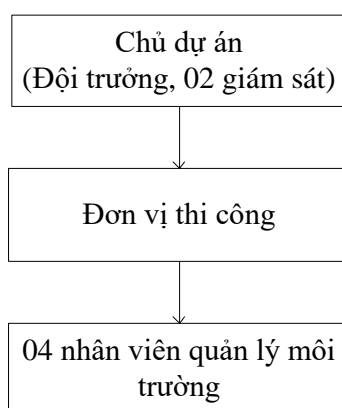 Chủ dự án
(Đội trưởng, 02 giám sát)
Đơn vị thi công
04 nhân viên quản lý môi
trường